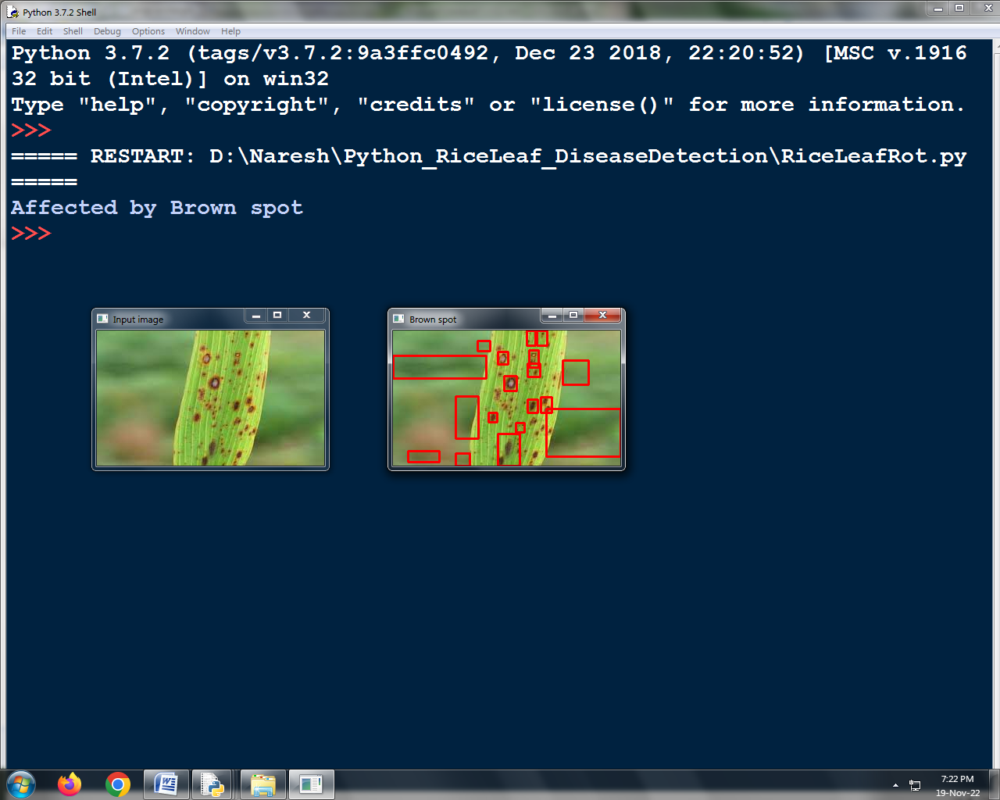 Python 3.7.2 Shell
File Edit Shell Debug Options Window Help
Python 3.7.2 (tags/v3.7.2:9a3ffc0492, Dec 23 2018, 22:20:52) [MSC v.1916
32 bit (Intel)] on win32
Type "help", "copyright", "credits" or "license()" for more information.
>>>
===== RESTART: D:\Naresh\Python_RiceLeaf_DiseaseDetection\RiceLeafRot.py
=====
Affected by Brown spot
>>>
Input image
Brown spot
7:22 PM
19-Nov-22